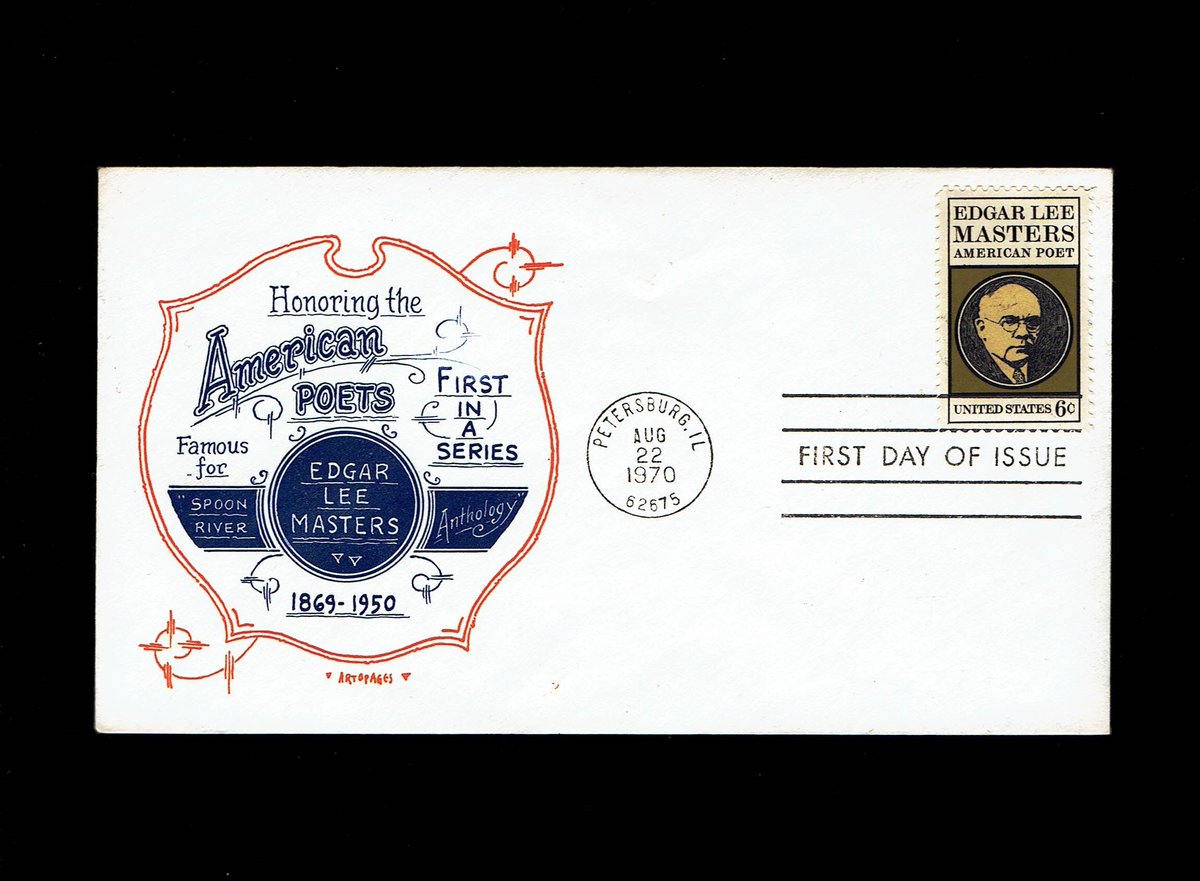 Honoring the
American
POETS
FIRST
IN
A
SERIES
Famous
for
"SPOON
RIVER
EDGAR
LEE
MASTERS
Anthology"
1869-1950
ARTOPAGES
PETERSBURG, IL
AUG
22
1970
62675
EDGAR LEE
MASTERS
AMERICAN POET
UNITED STATES 6c
FIRST DAY OF ISSUE